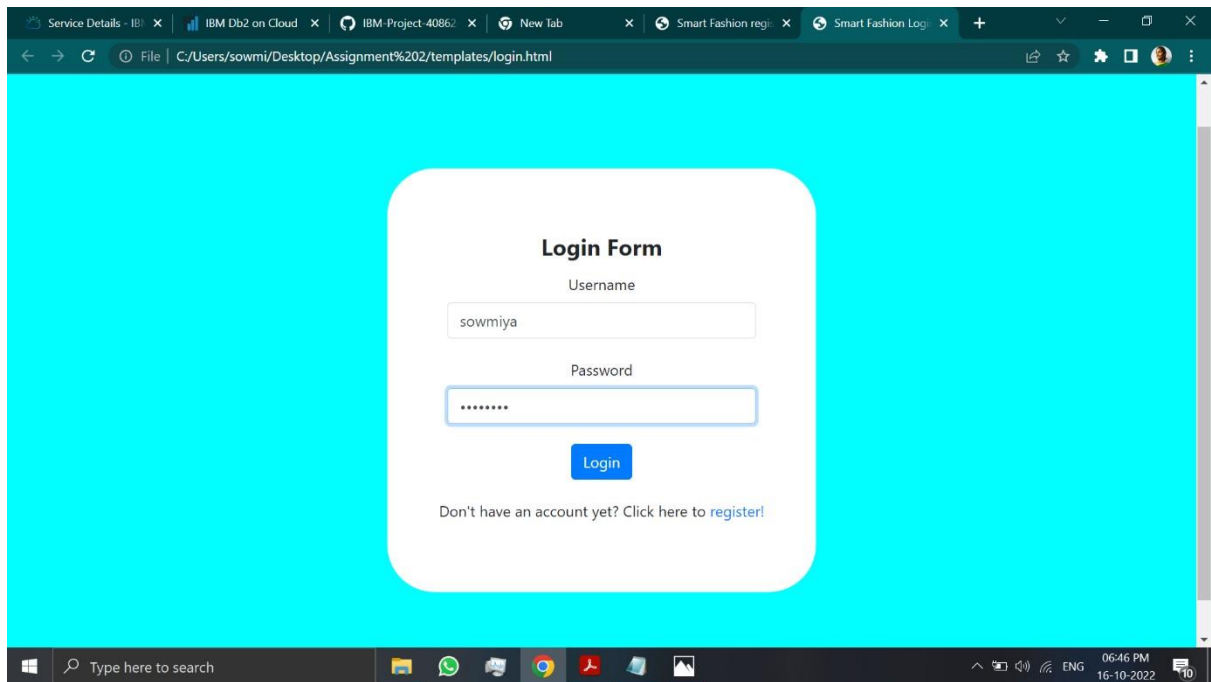 Service Details - IB
IBM Db2 on Cloud
IBM-Project-40862
New Tab
Smart Fashion regis
Smart Fashion Logi
File | C:/Users/sowmi/Desktop/Assignment%202/templates/login.html
Login Form
Username
sowmiya
Password
••••••••
Login
Don't have an account yet? Click here to register!
Type here to search
ENG
06:46 PM
16-10-2022
10